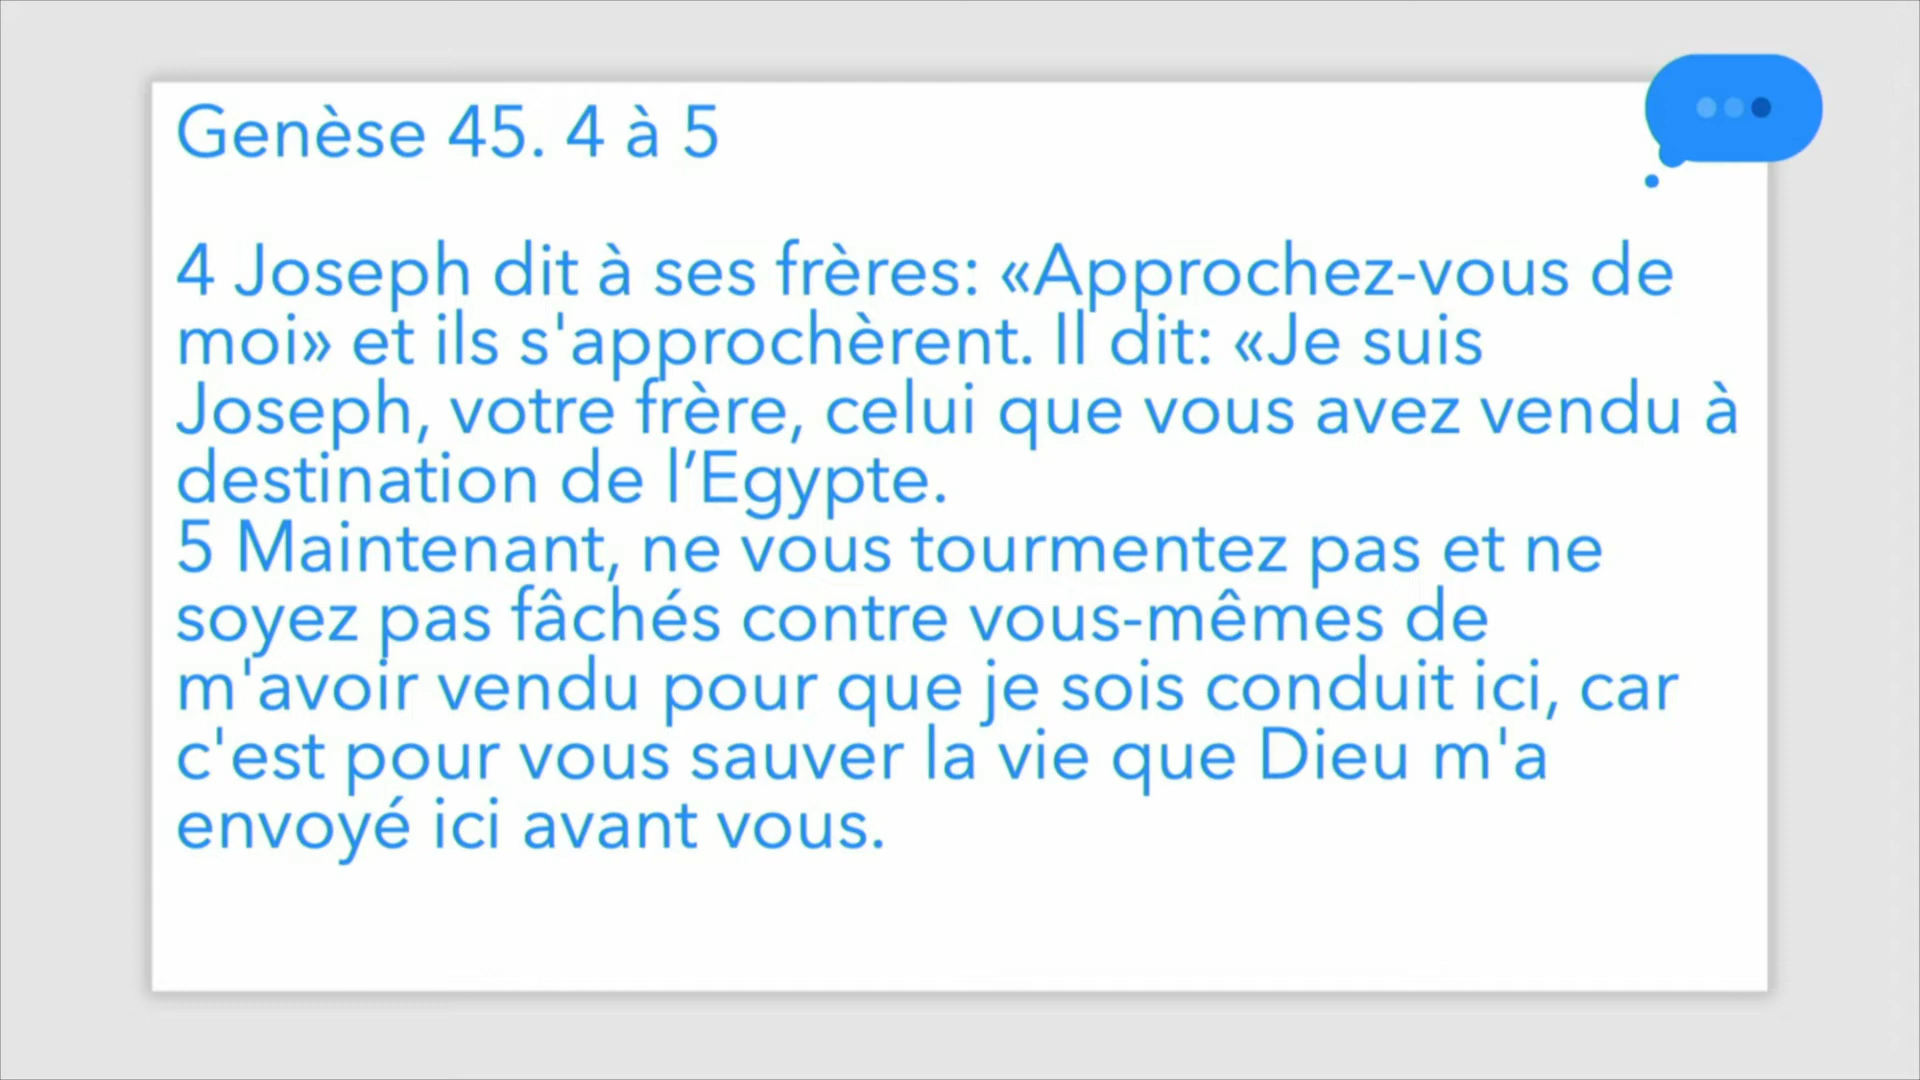 Genèse 45. 4 à 5
4 Joseph dit à ses frères: «Approchez-vous de
moi» et ils s'approchèrent. Il dit: «Je suis
Joseph, votre frère, celui que vous avez vendu à
destination de l’Egypte.
5 Maintenant, ne vous tourmentez pas et ne
soyez pas fâchés contre vous-mêmes de
m'avoir vendu pour que je sois conduit ici, car
c'est pour vous sauver la vie que Dieu m'a
envoyé ici avant vous.